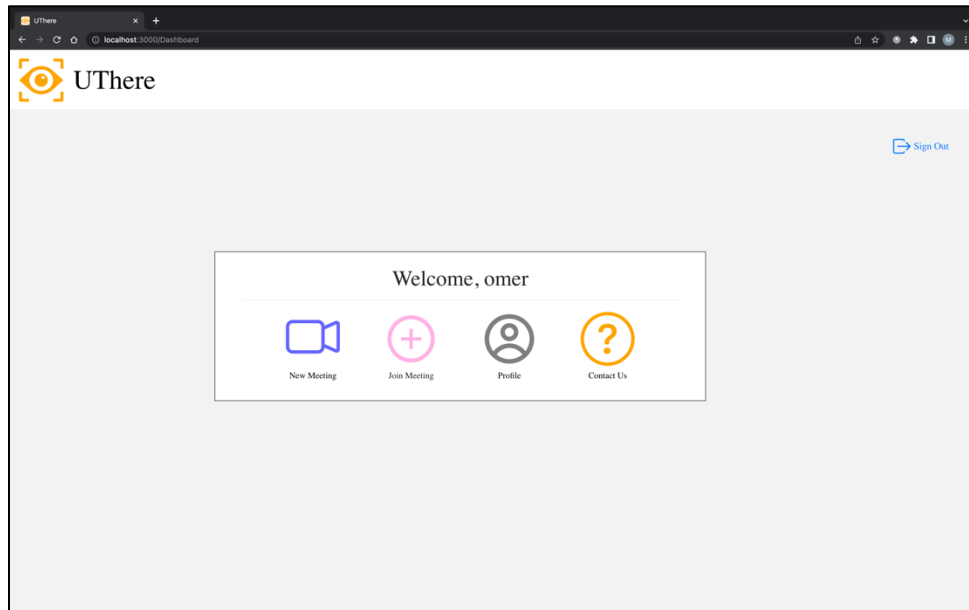 UThere
localhost:3000/Dashboard
M
UThere
Sign Out
Welcome, omer
New Meeting
Join Meeting
Profile
Contact Us